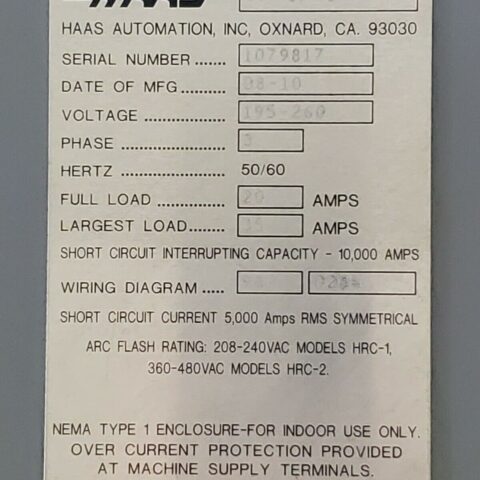 HAAS
HAAS AUTOMATION, INC, OXNARD, CA. 93030
SERIAL NUMBER ....... 1079817
DATE OF MFG.......... 08-10
VOLTAGE ................ 195-260
PHASE ................ 3
HERTZ ...................... 50/60
FULL LOAD ............... 20 AMPS
LARGEST LOAD......... AMPS
SHORT CIRCUIT INTERRUPTING CAPACITY - 10,000 AMPS
WIRING DIAGRAM .....
SHORT CIRCUIT CURRENT 5,000 Amps RMS SYMMETRICAL
ARC FLASH RATING: 208-240VAC MODELS HRC-1,
360-480VAC MODELS HRC-2.
NEMA TYPE 1 ENCLOSURE-FOR INDOOR USE ONLY.
OVER CURRENT PROTECTION PROVIDED
AT MACHINE SUPPLY TERMINALS.